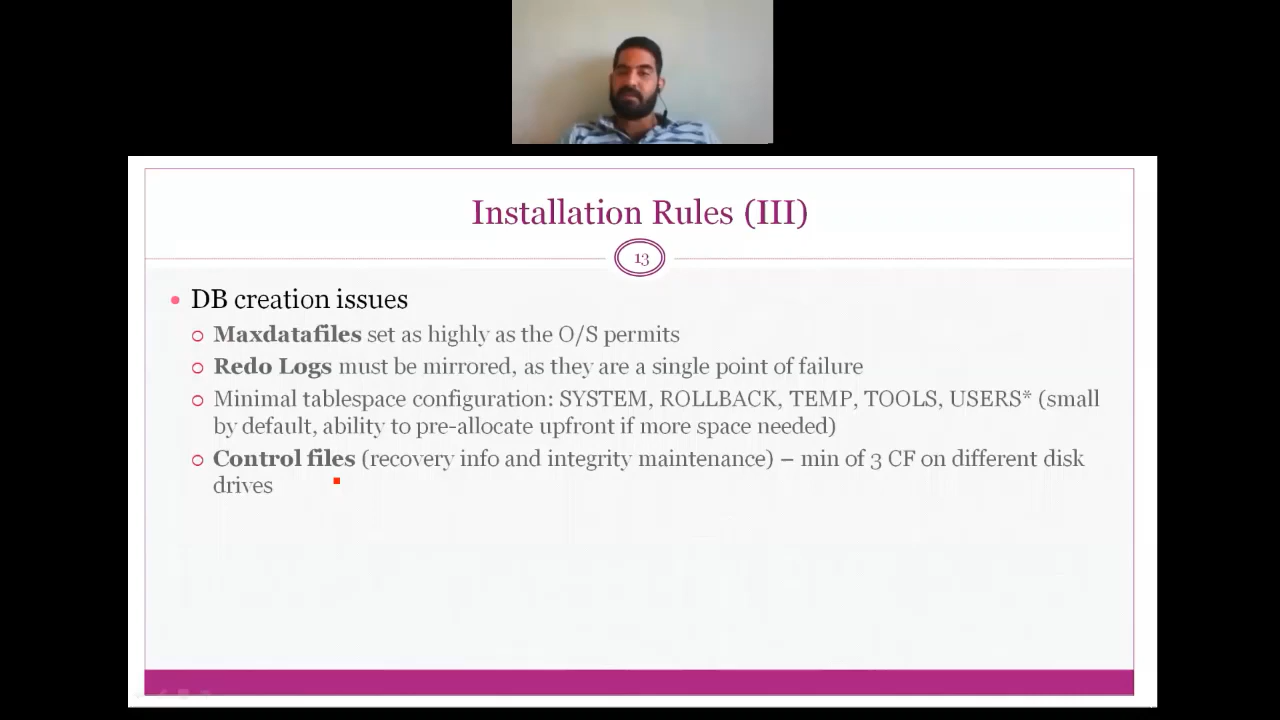 Installation Rules (III)
13
DB creation issues
Maxdatafiles set as highly as the O/S permits
Redo Logs must be mirrored, as they are a single point of failure
Minimal tablespace configuration: SYSTEM, ROLLBACK, TEMP, TOOLS, USERS* (small
by default, ability to pre-allocate upfront if more space needed)
Control files (recovery info and integrity maintenance) – min of 3 CF on different disk
drives